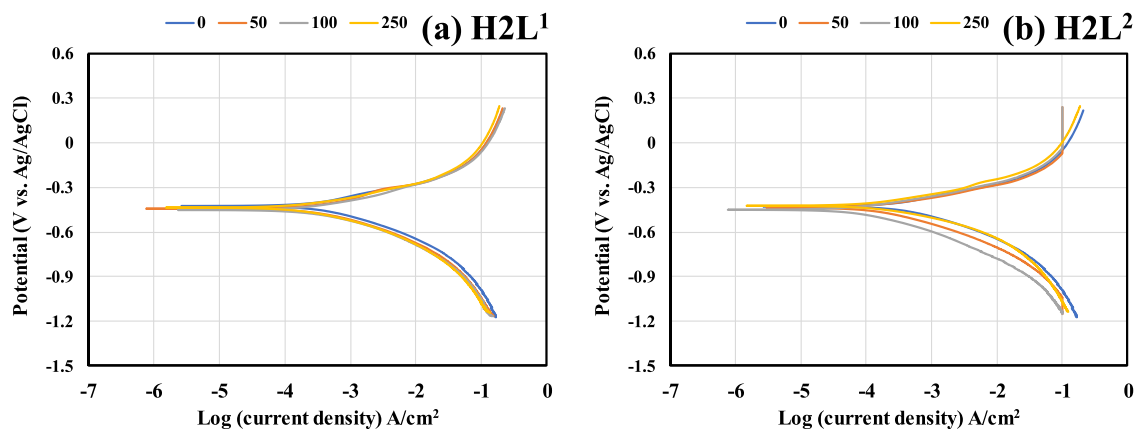 0 50 100 250
(a) H2L¹
0.6
0.3
0
-0.3
-0.6
-0.9
-1.2
-1.5
-7 -6 -5 -4 -3 -2 -1 0
Potential (V vs. Ag/AgCl)
Log (current density) A/cm²
0 50 100 250
(b) H2L²
0.6
0.3
0
-0.3
-0.6
-0.9
-1.2
-1.5
-7 -6 -5 -4 -3 -2 -1 0
Potential (V vs. Ag/AgCl)
Log (current density) A/cm²